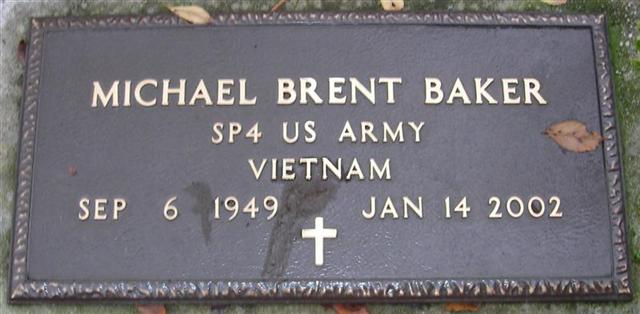 MICHAEL BRENT BAKER
SP4 US ARMY
VIETNAM
SEP 6 1949 JAN 14 2002